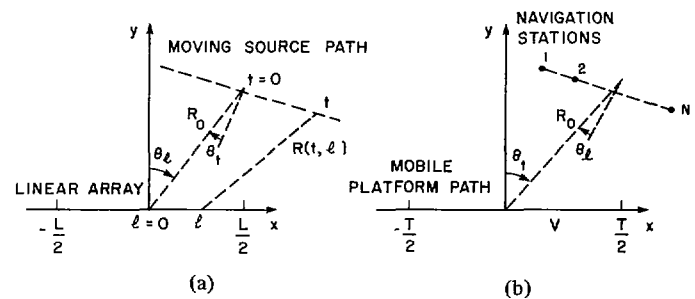 y
MOVING SOURCE PATH
t = 0
t
R₀
θₜ
θℓ
R(t, ℓ)
LINEAR ARRAY
-L/2
ℓ=0
ℓ
L/2
x
(a)
NAVIGATION
STATIONS
y
1
2
N
R₀
θℓ
θₜ
MOBILE
PLATFORM PATH
-T/2
V
T/2
x
(b)